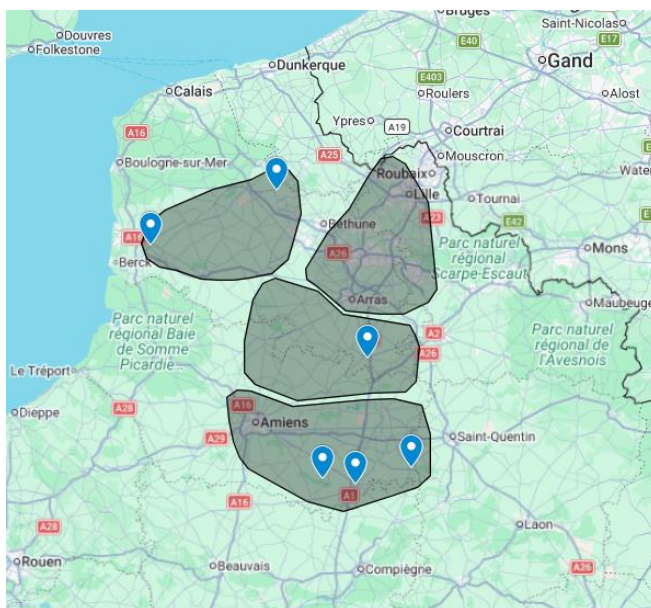 Bruges
Saint-Nicolas
Douvres
Folkestone
E40
E17
Gand
Dunkerque
E403
Calais
Roulers
Alost
A16
Ypres
A19
Courtrai
Boulogne-sur-Mer
A25
Mouscron
Roubaix
Lille
Tournai
Béthune
A23
E42
A16
Berck
A26
Parc naturel
régional
Scarpe-Escaut
Mons
Arras
Maubeuge
Parc naturel
régional Baie
de Somme
Picardie...
A2
A26
Parc naturel
régional de
l'Avesnois
Le Tréport
Dieppe
A28
A16
Amiens
A29
Saint-Quentin
A1
A16
A28
Laon
Rouen
Beauvais
Compiègne
A26